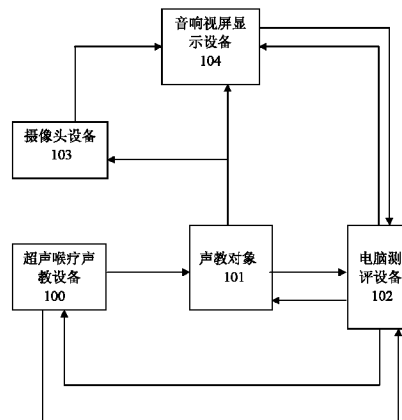 音响视屏显
示设备
104
摄像头设备
103
超声喉疗声
教设备
100
声教对象
101
电脑测
评设备
102